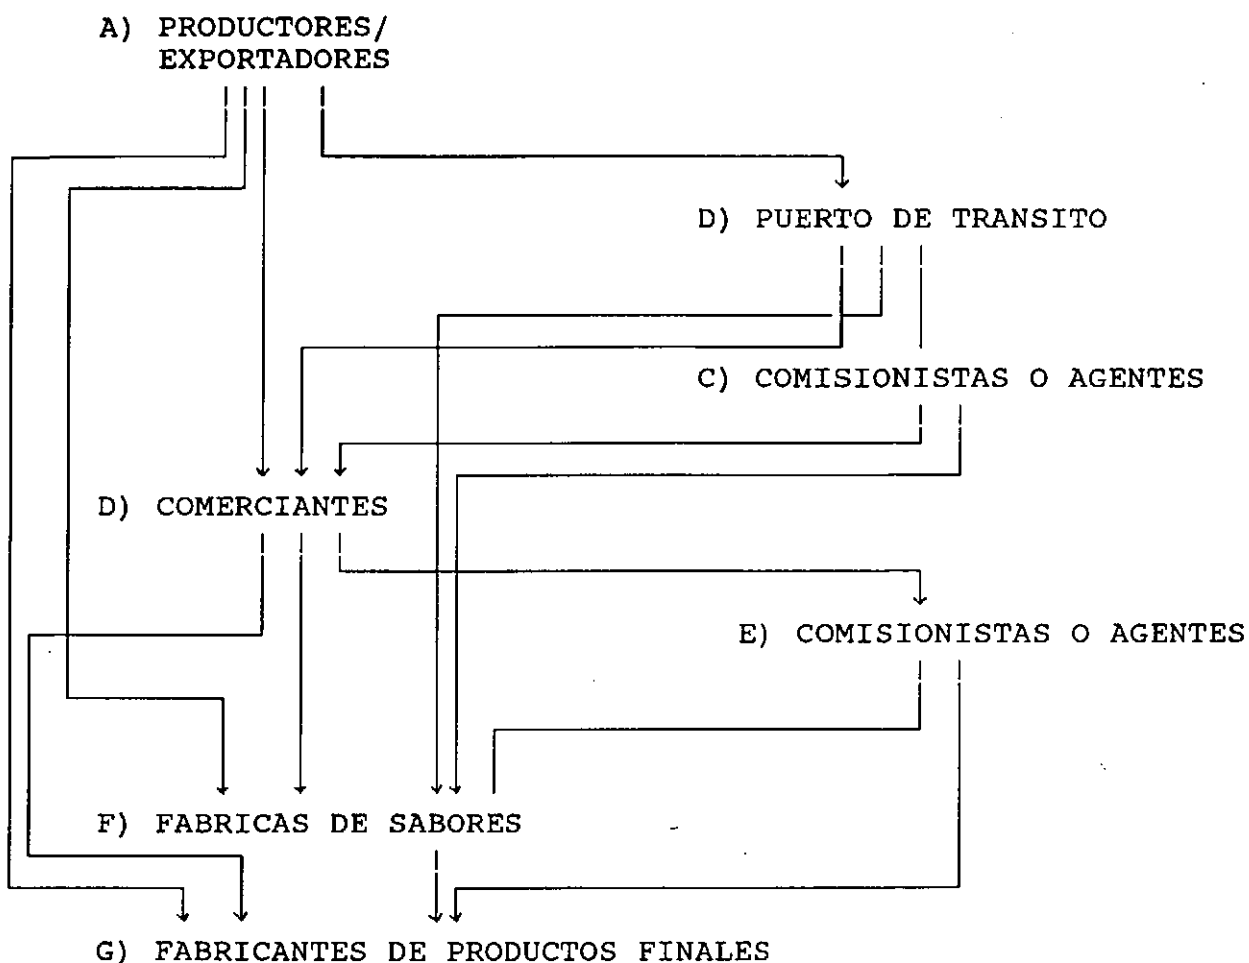 A) PRODUCTORES/
EXPORTADORES
D) PUERTO DE TRANSITO
C) COMISIONISTAS O AGENTES
D) COMERCIANTES
E) COMISIONISTAS O AGENTES
F) FABRICAS DE SABORES
G) FABRICANTES DE PRODUCTOS FINALES